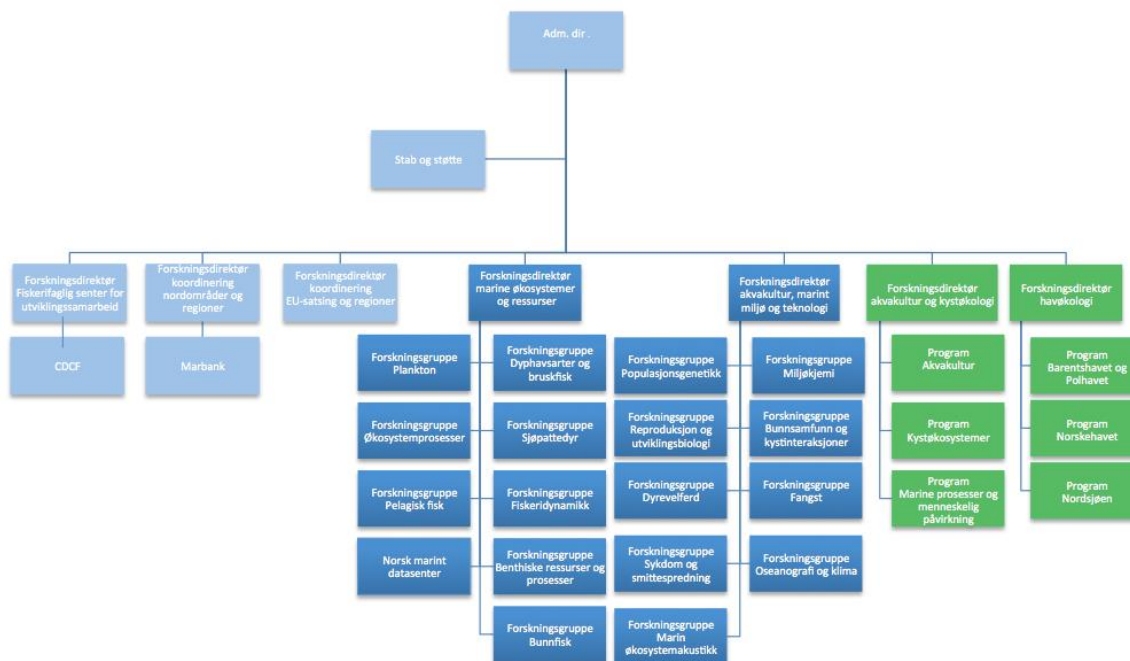 Adm. dir .
Stab og støtte
Forskningsdirektør
Fiskerifaglig senter for
utviklingssamarbeid
Forskningsdirektør
koordinering
nordområder og
regioner
Forskningsdirektør
koordinering
EU-satsing og regioner
Forskningsdirektør
marine økosystemer
og ressurser
Forskningsdirektør
akvakultur, marint
miljø og teknologi
Forskningsdirektør
akvakultur og kystøkologi
Forskningsdirektør
havøkologi
CDCF
Marbank
Forskningsgruppe
Plankton
Forskningsgruppe
Dyphavsarter og
bruskfisk
Forskningsgruppe
Populasjonsgenetikk
Forskningsgruppe
Miljøkjemi
Program
Akvakultur
Program
Barentshavet og
Polhavet
Forskningsgruppe
Økosystemprosesser
Forskningsgruppe
Sjøpattedyr
Forskningsgruppe
Reproduksjon og
utviklingsbiologi
Forskningsgruppe
Bunnsamfunn og
kystinteraksjoner
Program
Kystøkosystemer
Program
Norskehavet
Forskningsgruppe
Pelagisk fisk
Forskningsgruppe
Fiskeridynamikk
Forskningsgruppe
Dyrevelferd
Forskningsgruppe
Fangst
Program
Marine prosesser og
menneskelig
påvirkning
Program
Nordsjøen
Norsk marint
datasenter
Forskningsgruppe
Benthiske ressurser og
prosesser
Forskningsgruppe
Sykdom og
smittespredning
Forskningsgruppe
Oseanografi og klima
Forskningsgruppe
Bunnfisk
Forskningsgruppe
Marin
økosystemakustikk